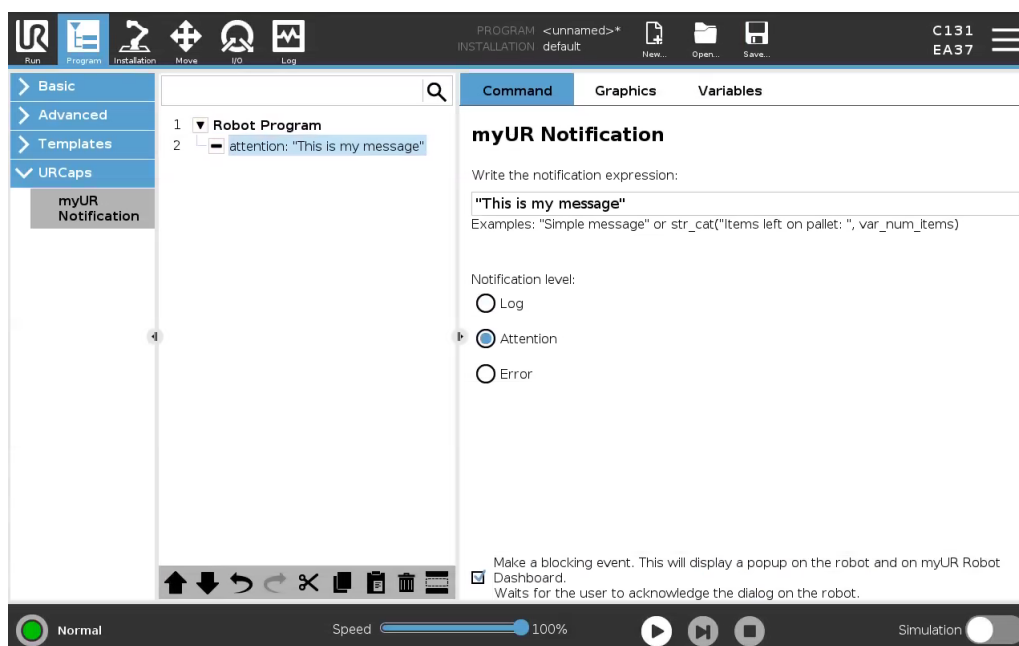 UR
PROGRAM <unnamed>*
INSTALLATION default
C131
EA37
Run
Program
Installation
Move
I/O
Log
New...
Open...
Save...
Basic
Advanced
Templates
URCaps
myUR
Notification
1 Robot Program
2 attention: "This is my message"
Command Graphics Variables
myUR Notification
Write the notification expression:
"This is my message"
Examples: "Simple message" or str_cat("Items left on pallet: ", var_num_items)
Notification level:
Log
Attention
Error
Make a blocking event. This will display a popup on the robot and on myUR Robot
Dashboard.
Waits for the user to acknowledge the dialog on the robot.
Normal
Speed 100%
Simulation